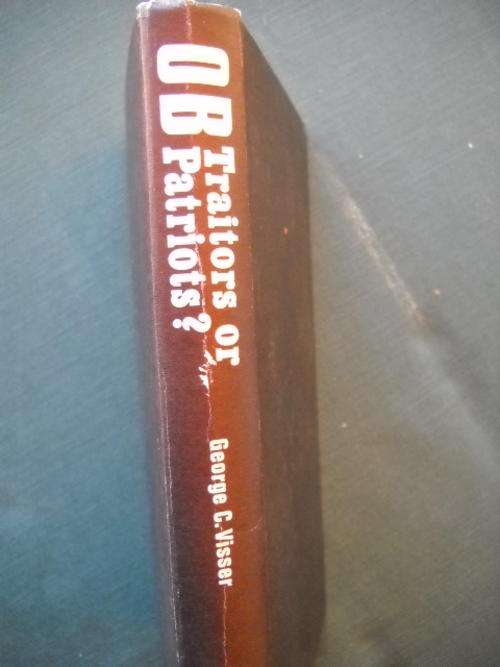 OB
Traitors or
Patriots?
George C. Visser